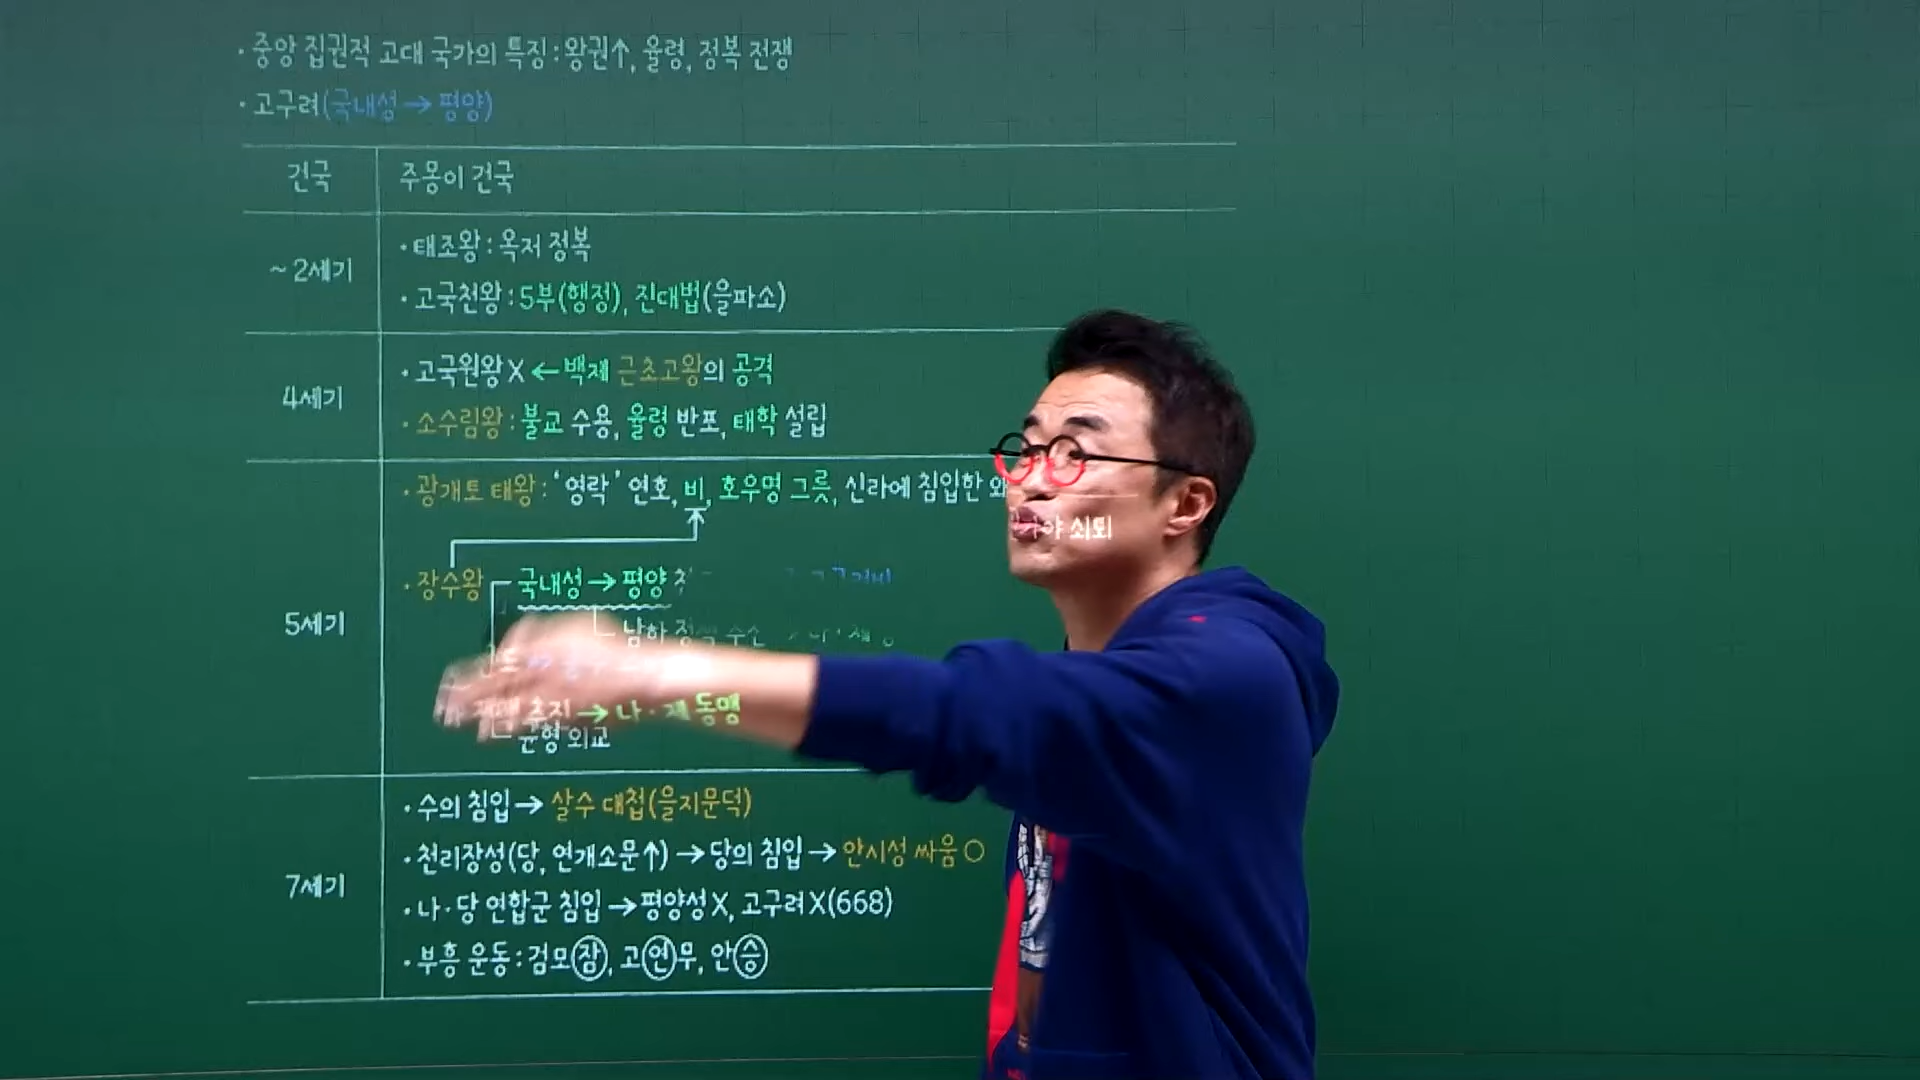 · 중앙 집권적 고대 국가의 특징 : 왕권↑, 율령, 정복 전쟁
· 고구려(국내성 → 평양)
건국 주몽이 건국
~2세기
· 태조왕 : 옥저 정복
· 고국천왕 : 5부(행정), 진대법(을파소)
4세기
· 고국원왕X ← 백제 근초고왕의 공격
· 소수림왕 : 불교 수용, 율령 반포, 태학 설립
5세기
· 광개토 태왕 : '영락' 연호, 비, 호우명 그릇, 신라에 침입한
쇠퇴
· 장수왕 국내성 → 평양
남하
추진 → 나·제 동맹
균형 외교
7세기
· 수의 침입 → 살수 대첩(을지문덕)
· 천리장성(당, 연개소문↑) → 당의 침입 → 안시성 싸움○
· 나·당 연합군 침입 → 평양성X, 고구려X(668)
· 부흥 운동 : 검모잠, 고연무, 안승